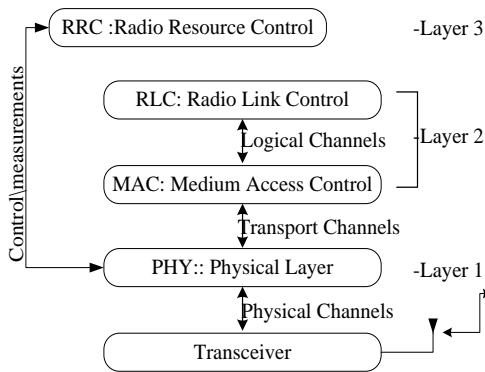 RRC :Radio Resource Control
-Layer 3
RLC: Radio Link Control
Logical Channels
-Layer 2
MAC: Medium Access Control
Transport Channels
Control\measurements
PHY:: Physical Layer
-Layer 1
Physical Channels
Transceiver